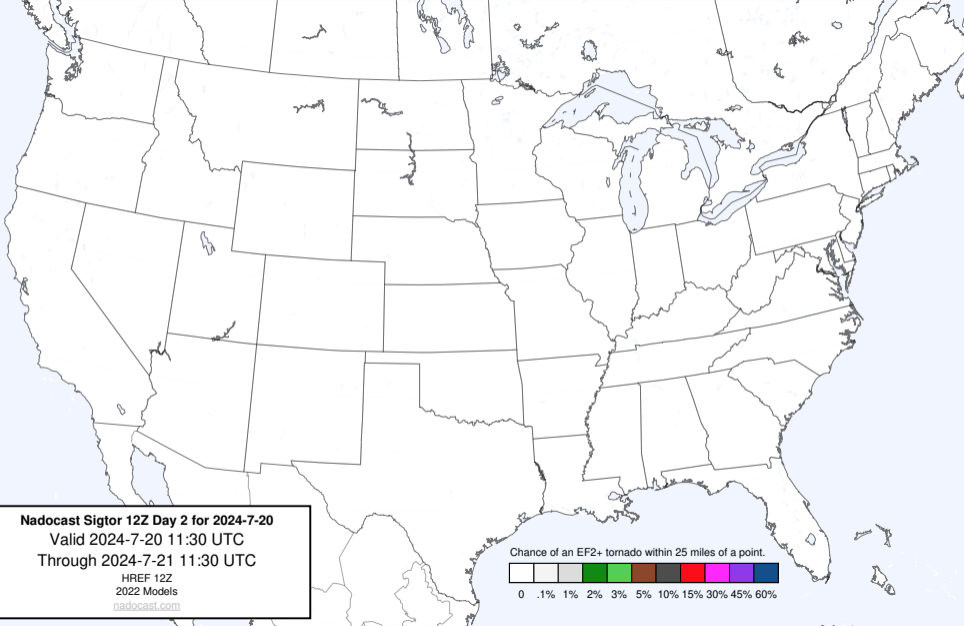 Nadocast Sigtor 12Z Day 2 for 2024-7-20
Valid 2024-7-20 11:30 UTC
Through 2024-7-21 11:30 UTC
HREF 12Z
2022 Models
nadocast.com
Chance of an EF2+ tornado within 25 miles of a point.
0 .1% 1% 2% 3% 5% 10% 15% 30% 45% 60%